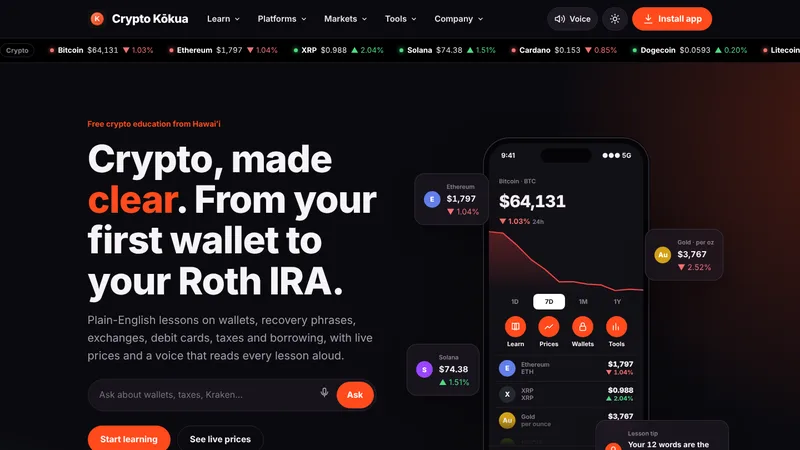 K Crypto Kōkua
Learn
Platforms
Markets
Tools
Company
Voice
Install app
Crypto
Bitcoin $64,131 ▼ 1.03%
Ethereum $1,797 ▼ 1.04%
XRP $0.988 ▲ 2.04%
Solana $74.38 ▲ 1.51%
Cardano $0.153 ▼ 0.85%
Dogecoin $0.0593 ▲ 0.20%
Litecoin
Free crypto education from Hawaiʻi
Crypto, made
clear. From your
first wallet to
your Roth IRA.
Plain-English lessons on wallets, recovery phrases,
exchanges, debit cards, taxes and borrowing, with live
prices and a voice that reads every lesson aloud.
Ask about wallets, taxes, Kraken...
Ask
Start learning
See live prices
9:41
5G
Bitcoin · BTC
$64,131
▼ 1.03% 24h
1D
7D
1M
1Y
Learn
Prices
Wallets
Tools
E
Ethereum
ETH
$1,797
▼ 1.04%
X
XRP
XRP
$0.988
▲ 2.04%
Au
Gold
per ounce
$3,767
E
Ethereum
$1,797
▼ 1.04%
Au
Gold · per oz
$3,767
▼ 2.52%
S
Solana
$74.38
▲ 1.51%
Lesson tip
Your 12 words are the